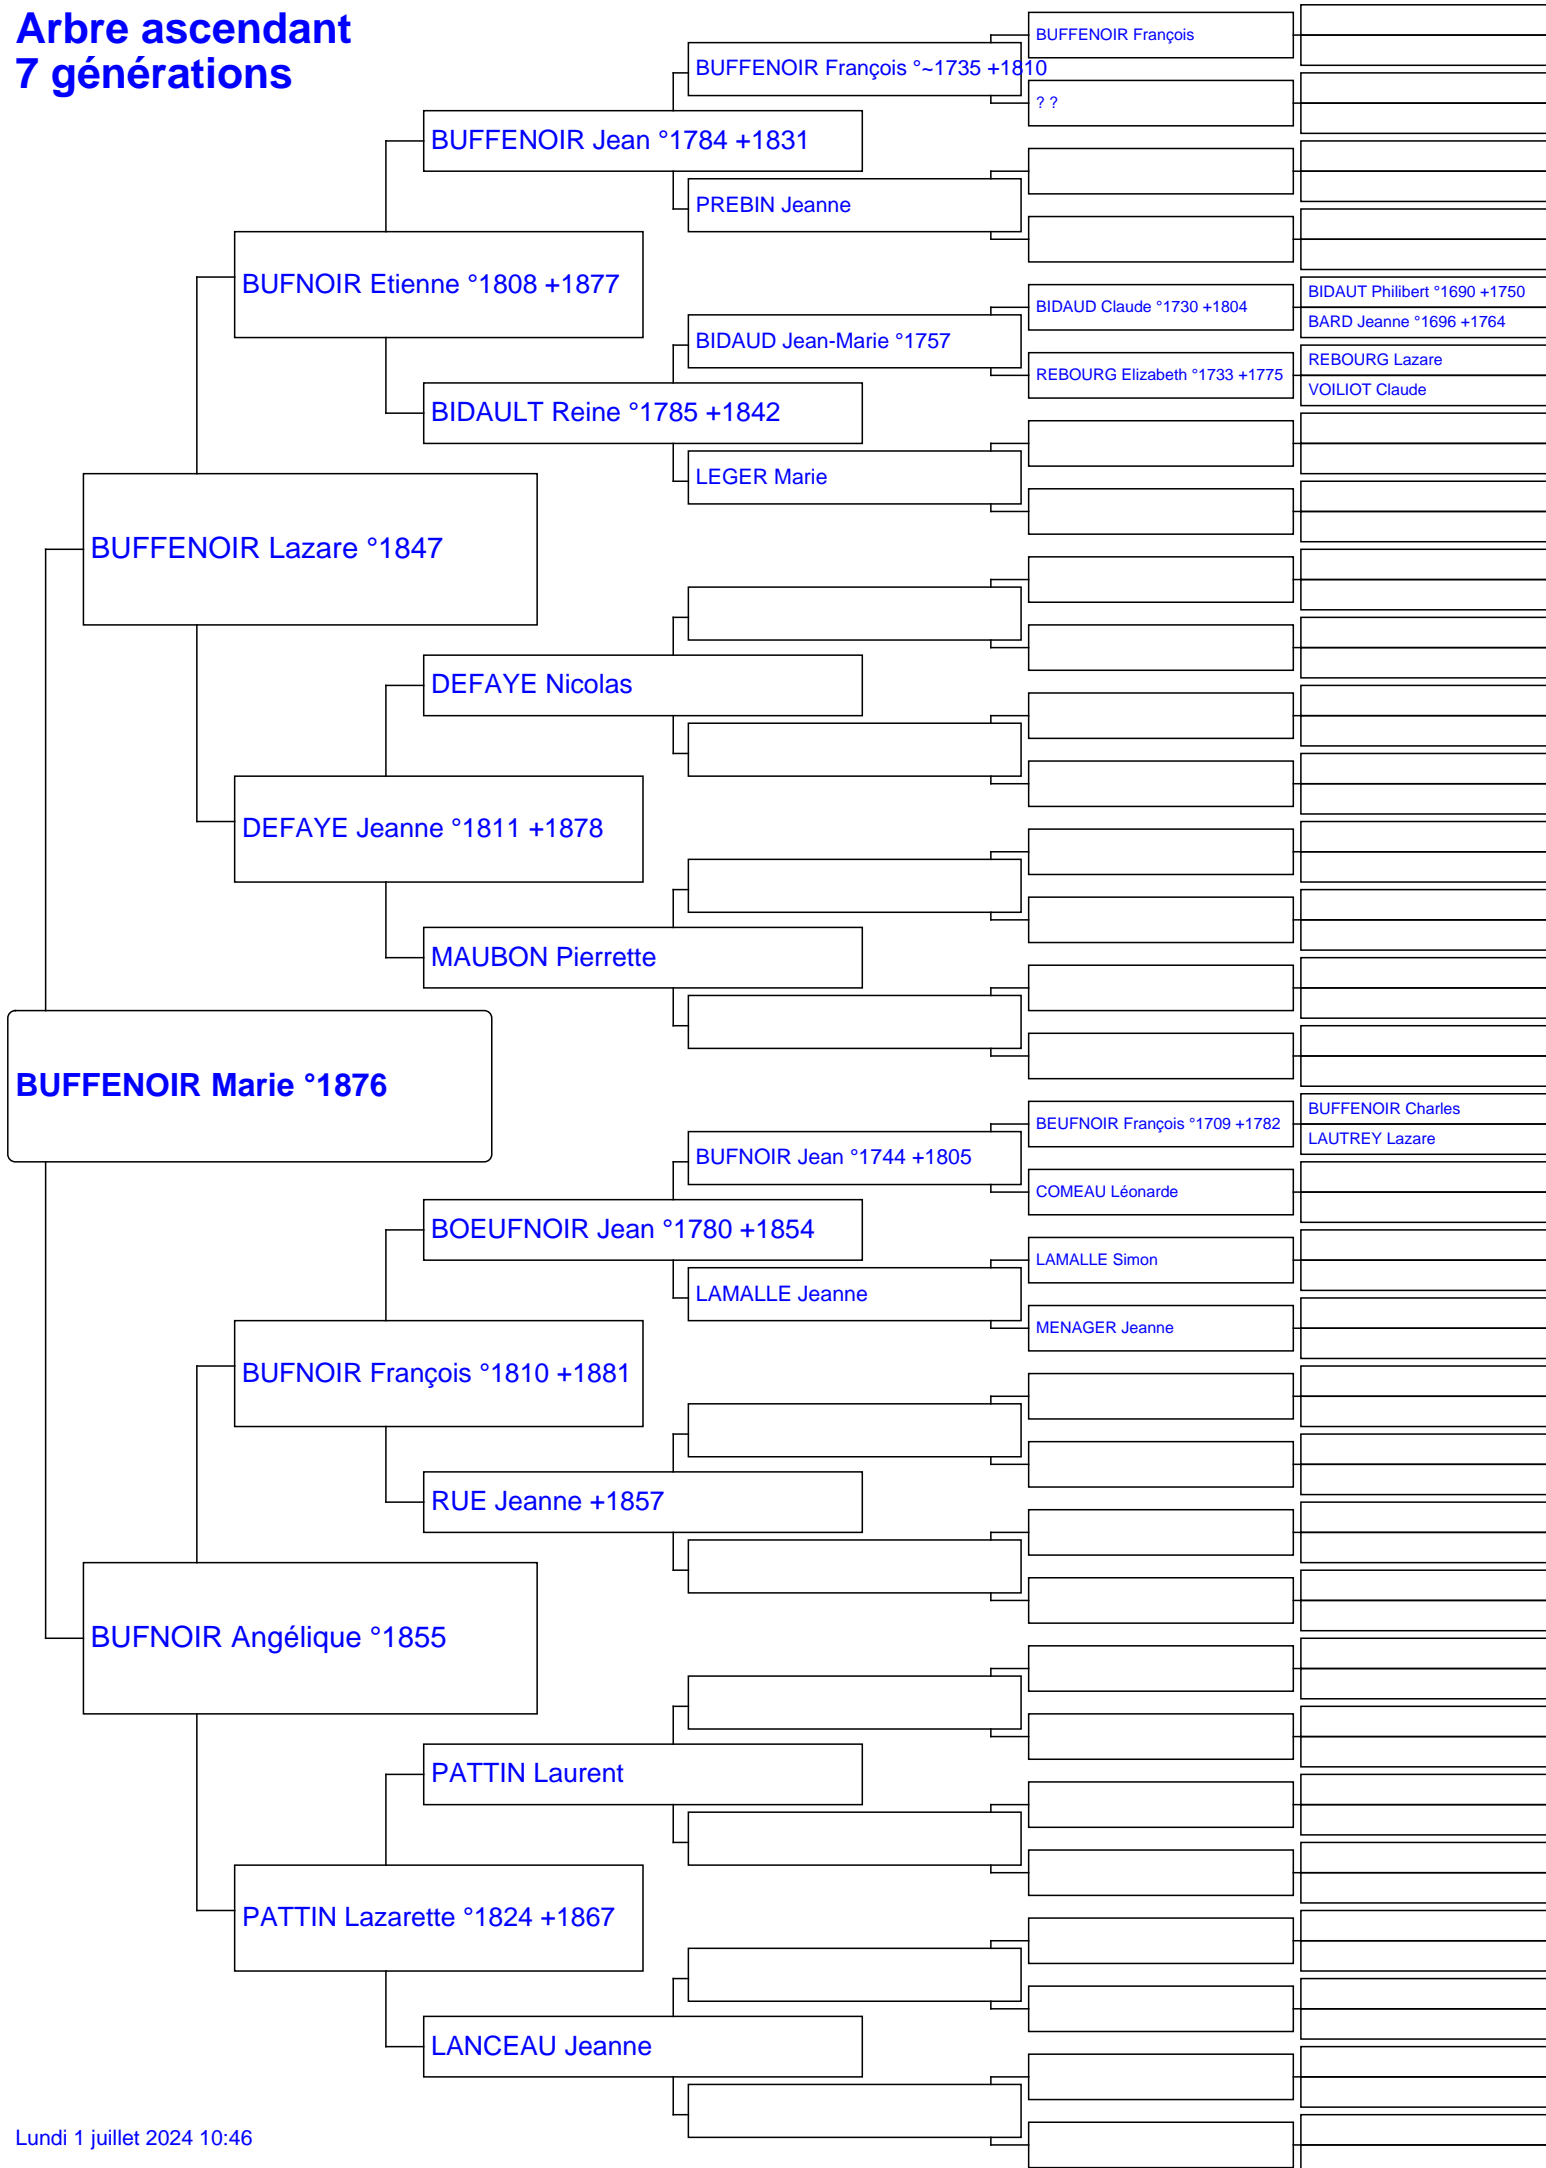 Arbre ascendant
7 générations
BUFFENOIR François
BUFFENOIR François °~1735 +1810
? ?
BUFFENOIR Jean °1784 +1831
PREBIN Jeanne
BUFNOIR Etienne °1808 +1877
BIDAUT Philibert °1690 +1750
BIDAUD Claude °1730 +1804
BARD Jeanne °1696 +1764
BIDAUD Jean-Marie °1757
REBOURG Lazare
REBOURG Elizabeth °1733 +1775
VOILIOT Claude
BIDAULT Reine °1785 +1842
LEGER Marie
BUFFENOIR Lazare °1847
DEFAYE Nicolas
DEFAYE Jeanne °1811 +1878
MAUBON Pierrette
BUFFENOIR Marie °1876
BUFFENOIR Charles
BEUFNOIR François °1709 +1782
LAUTREY Lazare
BUFNOIR Jean °1744 +1805
COMEAU Léonarde
BOEUFNOIR Jean °1780 +1854
LAMALLE Simon
LAMALLE Jeanne
MENAGER Jeanne
BUFNOIR François °1810 +1881
RUE Jeanne +1857
BUFNOIR Angélique °1855
PATTIN Laurent
PATTIN Lazarette °1824 +1867
LANCEAU Jeanne
Lundi 1 juillet 2024 10:46